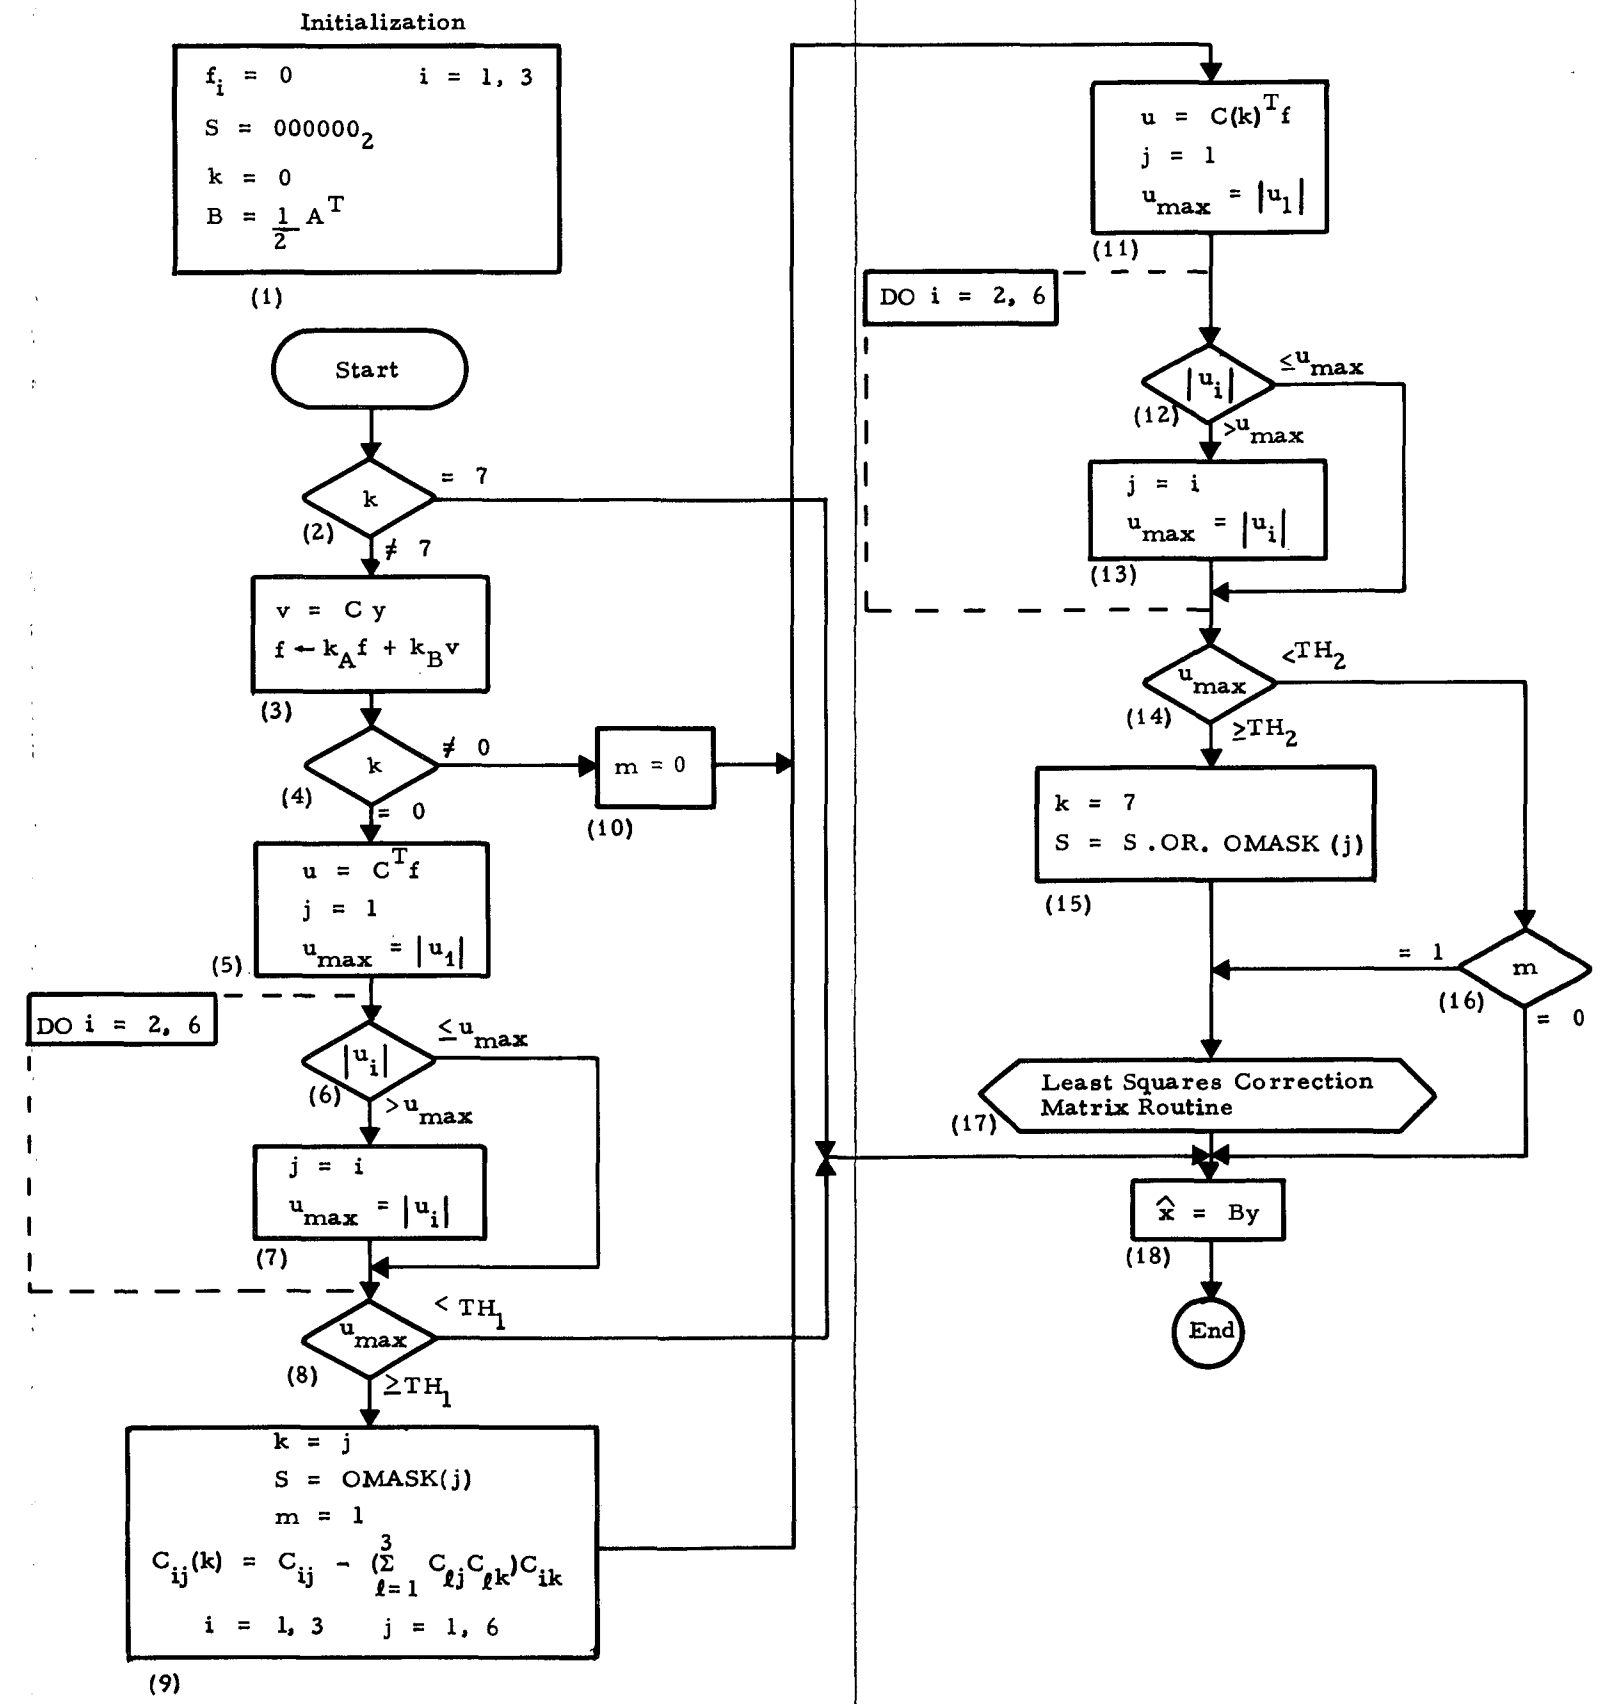 Initialization
f_i = 0 i = 1, 3
S = 000000_2
k = 0
B = 1/2 A^T
(1)
Start
k
= 7
(2)
≠ 7
v = C y
f ← k_A f + k_B v
(3)
k
≠ 0
(4)
= 0
m = 0
(10)
u = C^T f
j = 1
u_max = |u_1|
(5)
DO i = 2, 6
|u_i|
≤u_max
(6)
>u_max
j = i
u_max = |u_i|
(7)
u_max
< TH_1
(8)
≥TH_1
k = j
S = OMASK(j)
m = 1
C_ij(k) = C_ij - (Σ_{ℓ=1}^{3} C_ℓj C_ℓk)C_ik
i = 1, 3 j = 1, 6
(9)
u = C(k)^T f
j = 1
u_max = |u_1|
(11)
DO i = 2, 6
|u_i|
≤u_max
(12)
>u_max
j = i
u_max = |u_i|
(13)
u_max
<TH_2
(14)
≥TH_2
k = 7
S = S .OR. OMASK (j)
(15)
= 1
m
(16)
= 0
Least Squares Correction
Matrix Routine
(17)
x̂ = By
(18)
End